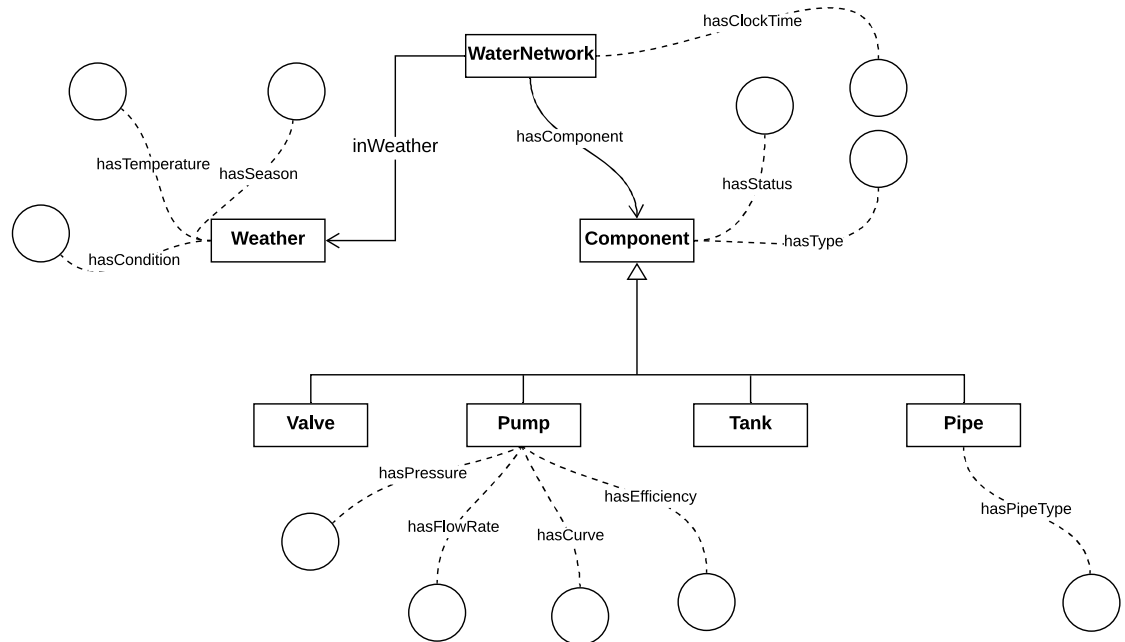 hasClockTime
WaterNetwork
hasComponent
inWeather
hasTemperature
hasSeason
hasStatus
Weather
Component
hasType
hasCondition
Valve
Pump
Tank
Pipe
hasPressure
hasEfficiency
hasPipeType
hasFlowRate
hasCurve